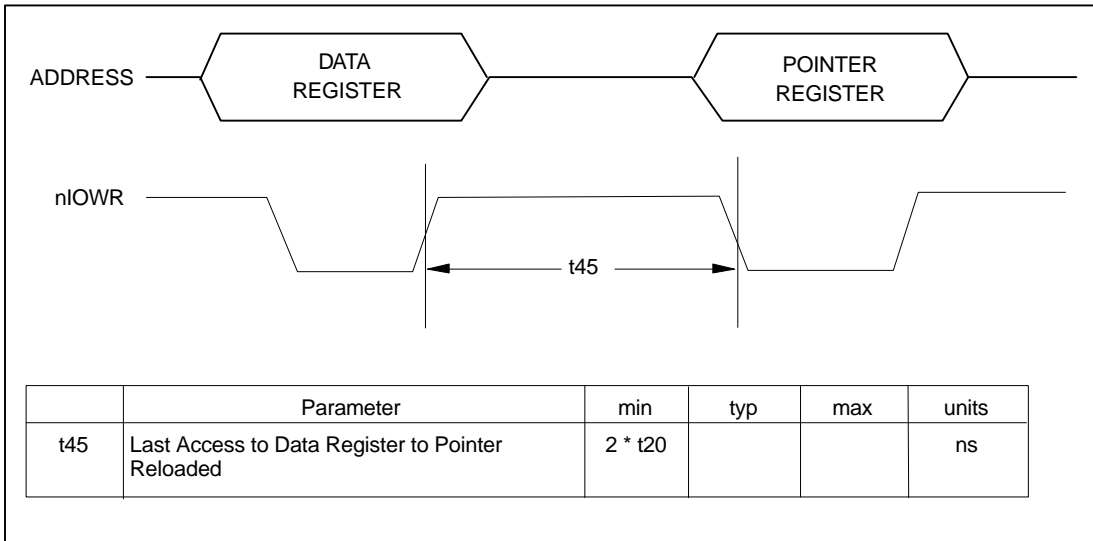 DATA
REGISTER
ADDRESS
POINTER
REGISTER
nIOWR
t45
Parameter min typ max units
t45 Last Access to Data Register to Pointer 2 * t20 ns
Reloaded